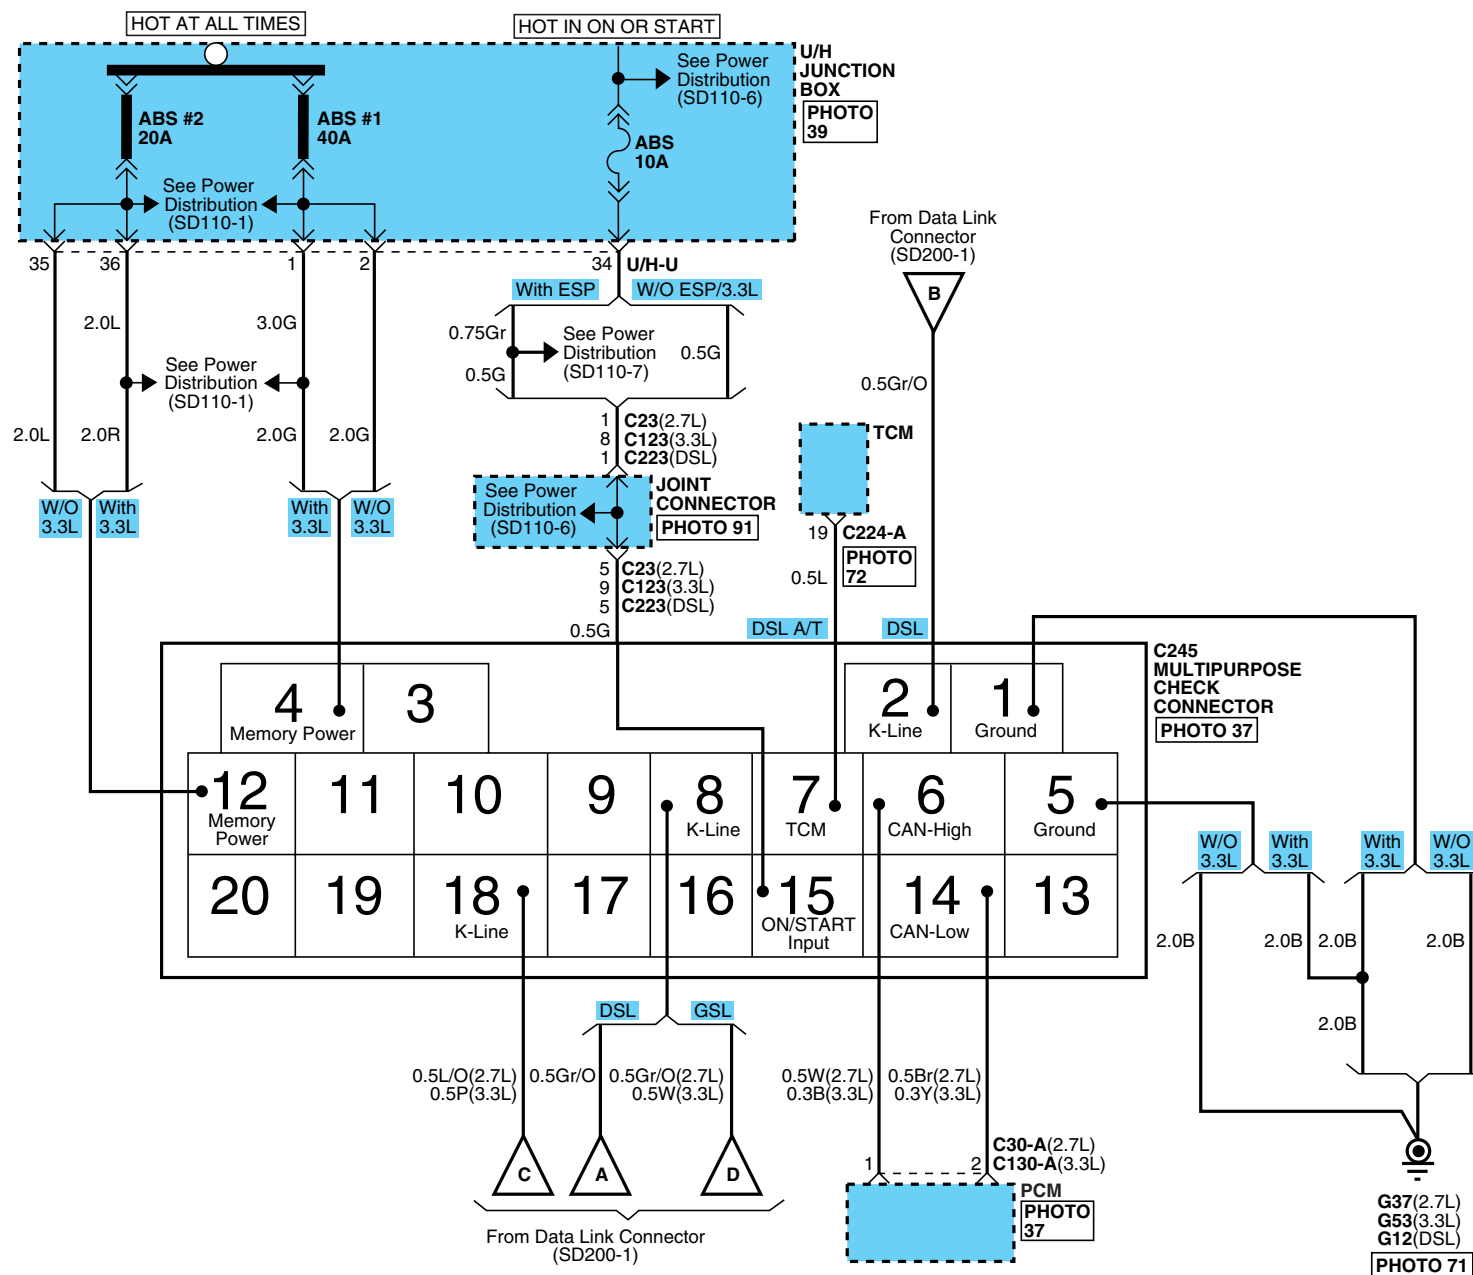 HOT AT ALL TIMES
HOT IN ON OR START
U/H
JUNCTION
BOX
PHOTO
39
See Power
Distribution
(SD110-6)
ABS #2
20A
ABS #1
40A
ABS
10A
See Power
Distribution
(SD110-1)
35
36
1
2
34
U/H-U
From Data Link
Connector
(SD200-1)
B
With ESP
W/O ESP/3.3L
2.0L
3.0G
0.75Gr
See Power
Distribution
(SD110-7)
0.5G
0.5G
See Power
Distribution
(SD110-1)
0.5Gr/O
2.0L
2.0R
2.0G
2.0G
1 C23(2.7L)
8 C123(3.3L)
1 C223(DSL)
TCM
W/O
3.3L
With
3.3L
With
3.3L
W/O
3.3L
See Power
Distribution
(SD110-6)
JOINT
CONNECTOR
PHOTO 91
19 C224-A
PHOTO
72
0.5L
5 C23(2.7L)
9 C123(3.3L)
5 C223(DSL)
0.5G
DSL A/T
DSL
C245
MULTIPURPOSE
CHECK
CONNECTOR
PHOTO 37
4
Memory Power
3
2
K-Line
1
Ground
12
Memory
Power
11
10
9
8
K-Line
7
TCM
6
CAN-High
5
Ground
20
19
18
K-Line
17
16
15
ON/START
Input
14
CAN-Low
13
W/O
3.3L
With
3.3L
With
3.3L
W/O
3.3L
2.0B
2.0B
2.0B
2.0B
2.0B
DSL
GSL
0.5L/O(2.7L)
0.5P(3.3L)
0.5Gr/O
0.5Gr/O(2.7L)
0.5W(3.3L)
0.5W(2.7L)
0.3B(3.3L)
0.5Br(2.7L)
0.3Y(3.3L)
C
A
D
From Data Link Connector
(SD200-1)
1
2
C30-A(2.7L)
C130-A(3.3L)
PCM
PHOTO
37
G37(2.7L)
G53(3.3L)
G12(DSL)
PHOTO 71